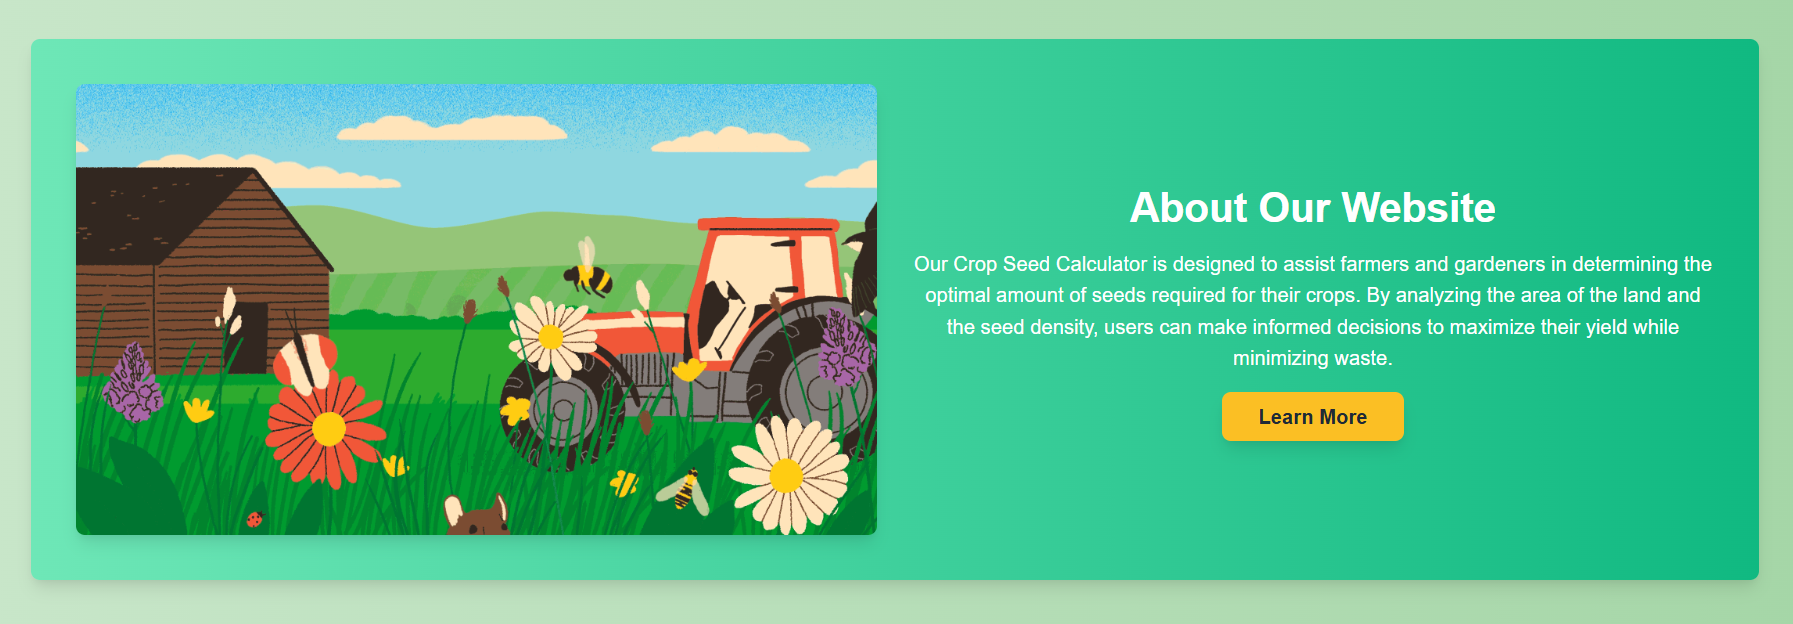 About Our Website
Our Crop Seed Calculator is designed to assist farmers and gardeners in determining the
optimal amount of seeds required for their crops. By analyzing the area of the land and
the seed density, users can make informed decisions to maximize their yield while
minimizing waste.
Learn More